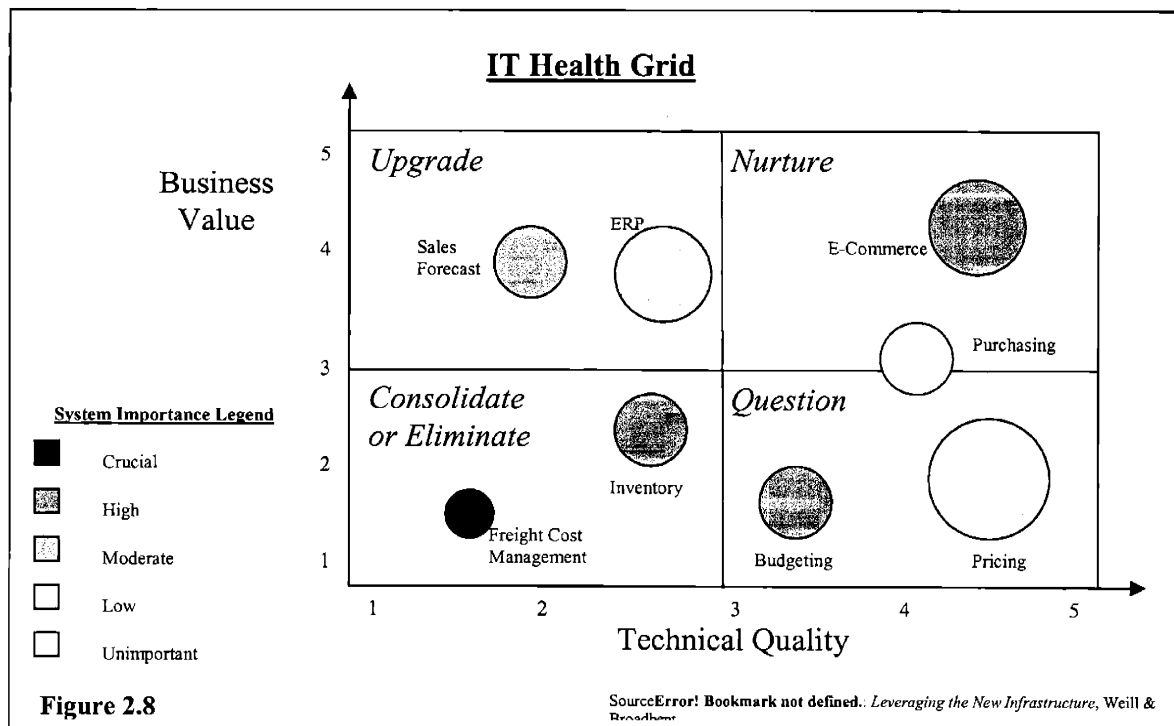 IT Health Grid
Business
Value
5
4
3
2
1
Upgrade
Nurture
Sales
Forecast
ERP
E-Commerce
Purchasing
Consolidate
or Eliminate
Question
Inventory
Freight Cost
Management
Budgeting
Pricing
1
2
3
4
5
Technical Quality
System Importance Legend
Crucial
High
Moderate
Low
Unimportant
Figure 2.8
SourceError! Bookmark not defined.: Leveraging the New Infrastructure, Weill &
Broadbent